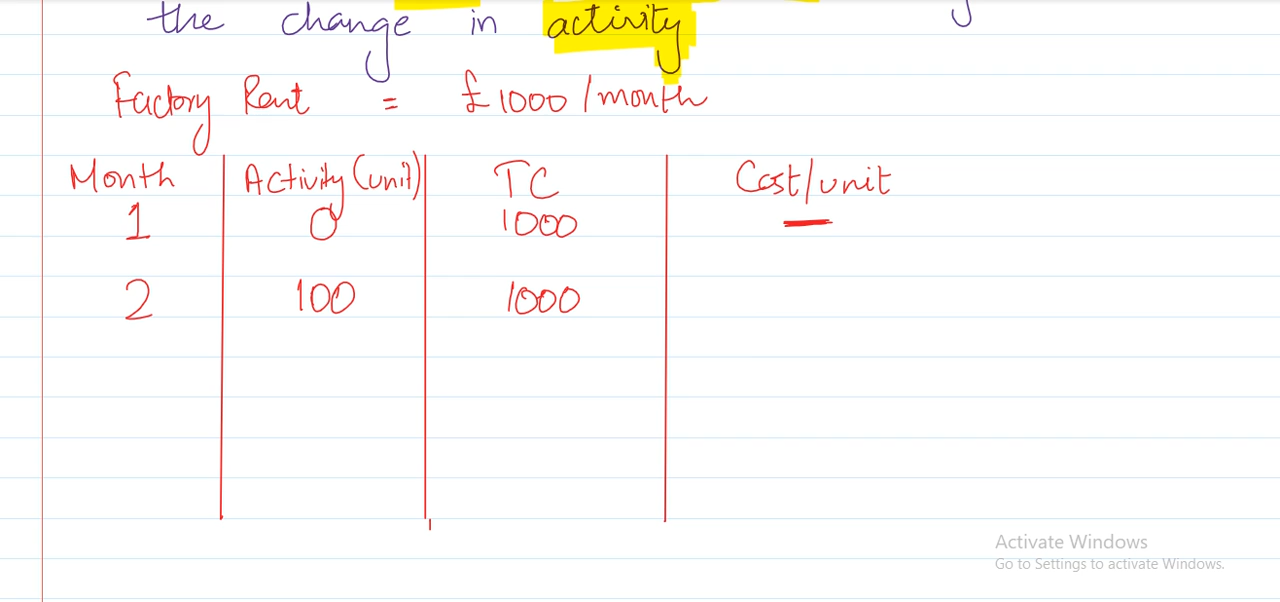 the change in activity
Factory Rent = £1000/month
Month Activity (unit) TC Cost/unit
1 0 1000 —
2 100 1000
Activate Windows
Go to Settings to activate Windows.